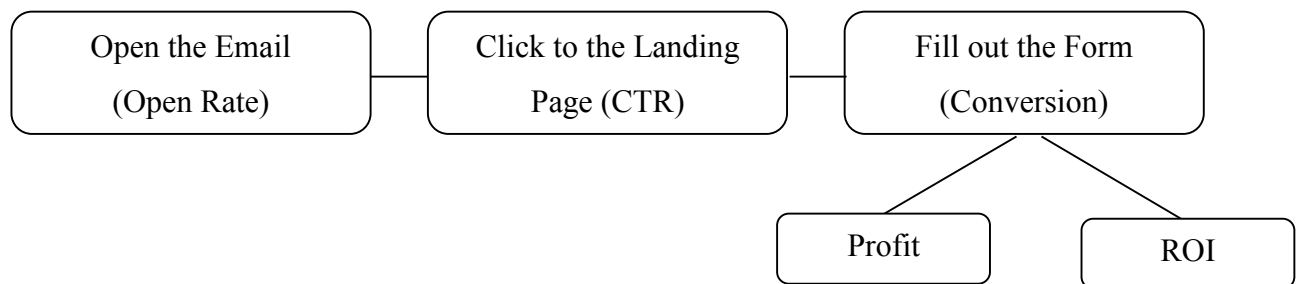 Open the Email
(Open Rate)
Click to the Landing
Page (CTR)
Fill out the Form
(Conversion)
Profit
ROI